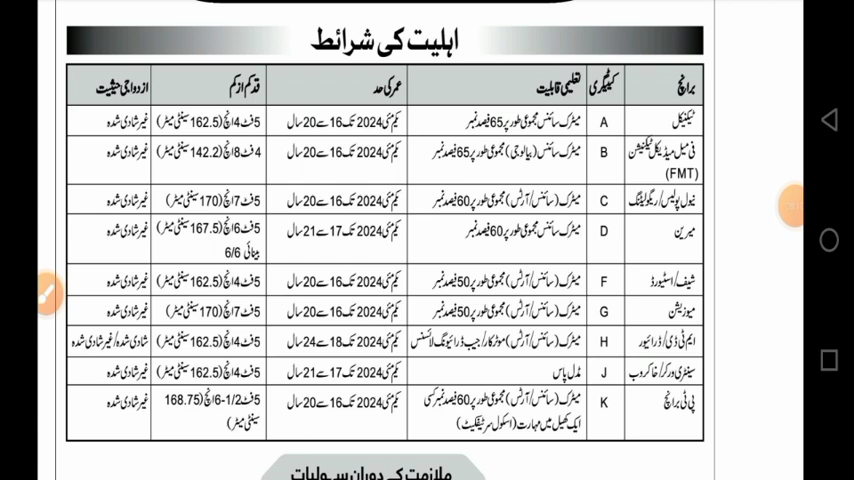 اہلیت کی شرائط
برانچ کیٹیگری تعلیمی قابلیت عمر کی حد قد کم از کم ازدواجی حیثیت
ٹیکنیکل A میٹرک سائنس مجموعی طور پر 65 فیصد نمبر یکم مئی 2024 تک 16 سے 20 سال 5 فٹ 4 انچ (162.5 سینٹی میٹر) غیر شادی شدہ
فی میل میڈیکل ٹیکنیشن B میٹرک سائنس (بیالوجی) مجموعی طور پر 65 فیصد نمبر یکم مئی 2024 تک 16 سے 20 سال 4 فٹ 8 انچ (142.2 سینٹی میٹر) غیر شادی شدہ
(FMT)
نیول پولیس/ریگولیٹنگ C میٹرک (سائنس/آرٹس) مجموعی طور پر 60 فیصد نمبر یکم مئی 2024 تک 16 سے 20 سال 5 فٹ 7 انچ (170 سینٹی میٹر) غیر شادی شدہ
میرین D میٹرک سائنس مجموعی طور پر 60 فیصد نمبر یکم مئی 2024 تک 17 سے 21 سال 5 فٹ 6 انچ (167.5 سینٹی میٹر) غیر شادی شدہ
بینائی 6/6
شیف/اسٹیورڈ F میٹرک (سائنس/آرٹس) مجموعی طور پر 50 فیصد نمبر یکم مئی 2024 تک 16 سے 20 سال 5 فٹ 4 انچ (162.5 سینٹی میٹر) غیر شادی شدہ
میوزیشن G میٹرک (سائنس/آرٹس) مجموعی طور پر 50 فیصد نمبر یکم مئی 2024 تک 16 سے 20 سال 5 فٹ 7 انچ (170 سینٹی میٹر) غیر شادی شدہ
ایم ٹی ڈی/ڈرائیور H میٹرک (سائنس/آرٹس) موٹر کار/جیپ ڈرائیونگ لائسنس یکم مئی 2024 تک 18 سے 24 سال 5 فٹ 4 انچ (162.5 سینٹی میٹر) شادی شدہ/غیر شادی شدہ
سینٹری ورکر/خاکروب J مڈل پاس یکم مئی 2024 تک 17 سے 21 سال 5 فٹ 4 انچ (162.5 سینٹی میٹر) غیر شادی شدہ
پی ٹی برانچ K میٹرک (سائنس/آرٹس) مجموعی طور پر 60 فیصد نمبر کسی یکم مئی 2024 تک 16 سے 20 سال 5 فٹ 6-1/2 انچ (168.75 غیر شادی شدہ
ایک کھیل میں مہارت (اسکول سرٹیفکیٹ) سینٹی میٹر)
ملازمت کے دوران سہولیات